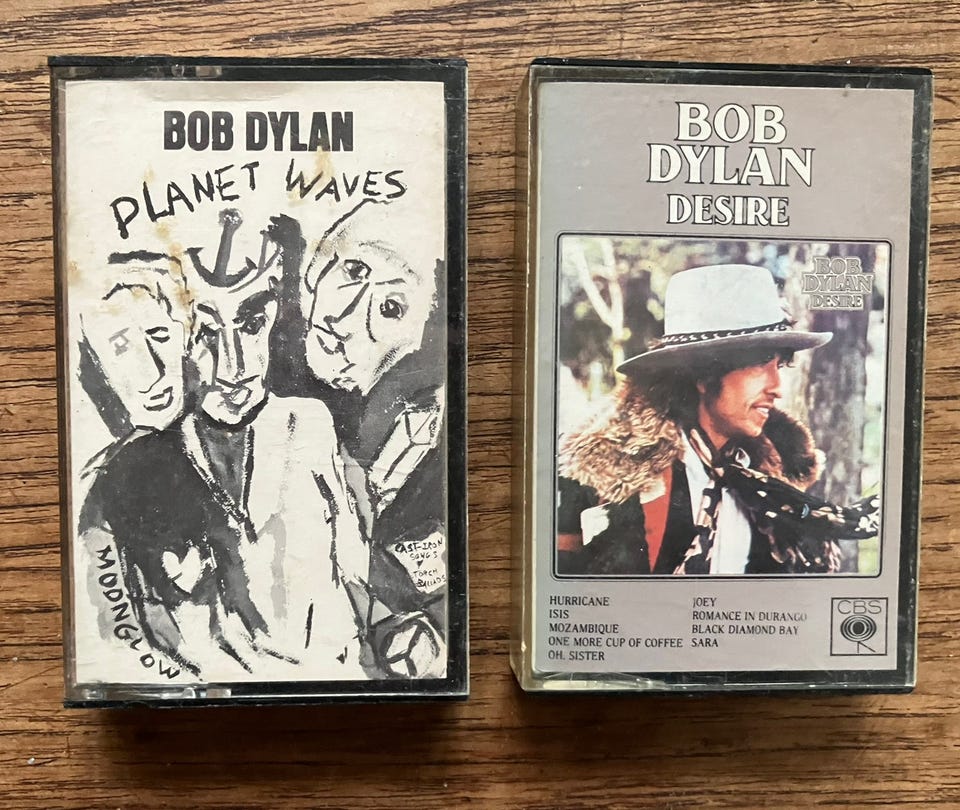 BOB DYLAN
PLANET WAVES
MOONGLOW
CAST-IRON
SONGS
&
TORCH
BALLADS
BOB
DYLAN
DESIRE
BOB
DYLAN
DESIRE
HURRICANE
ISIS
MOZAMBIQUE
ONE MORE CUP OF COFFEE
OH, SISTER
JOEY
ROMANCE IN DURANGO
BLACK DIAMOND BAY
SARA
CBS